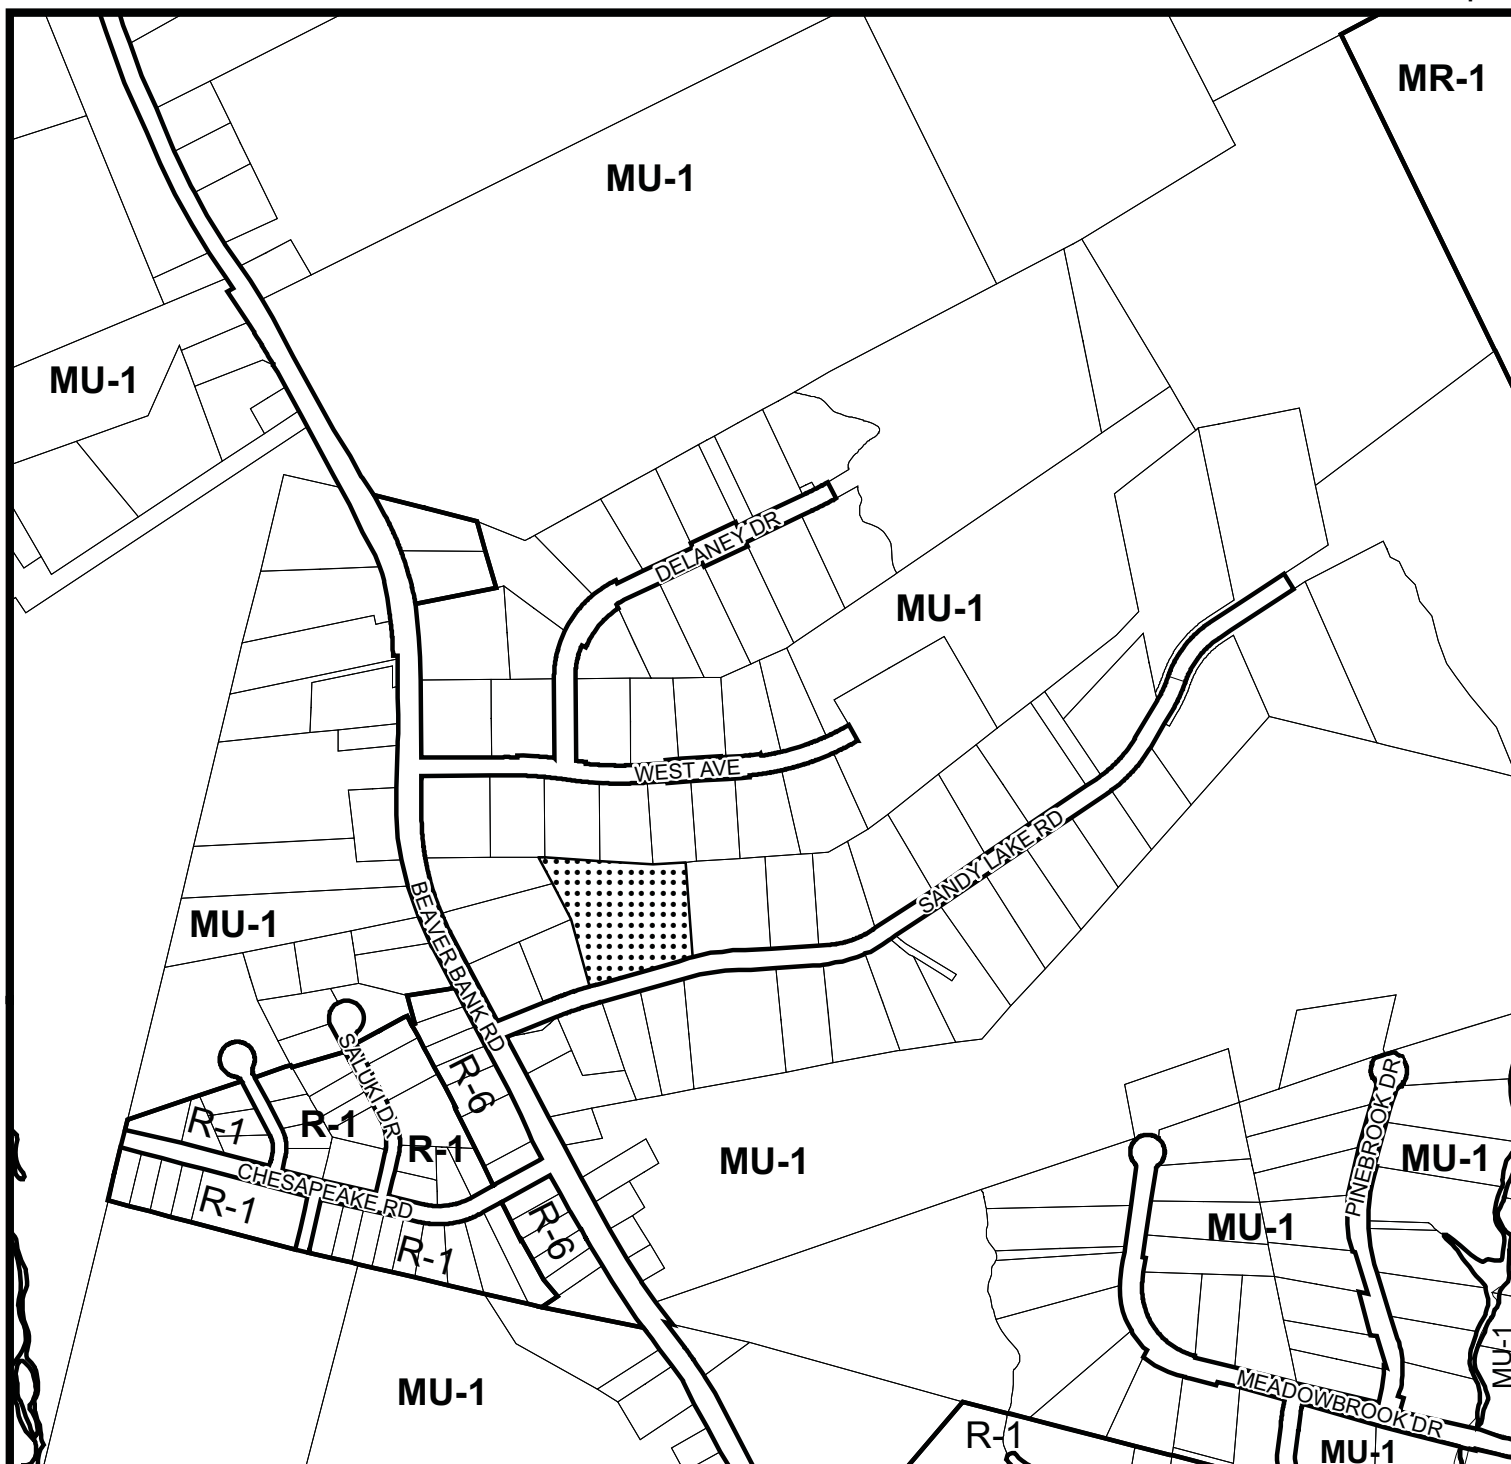 MR-1
MU-1
MU-1
DELANEY DR
MU-1
WEST AVE
SANDY LAKE RD
MU-1
BEAVER BANK RD
SALUKI DR
R-6
R-1
R-1
R-1
MU-1
PINEBROOK DR
MU-1
CHESAPEAKE RD
R-1
R-6
MU-1
R-1
MU-1
MU-1
MEADOWBROOK DR
R-1
MU-1